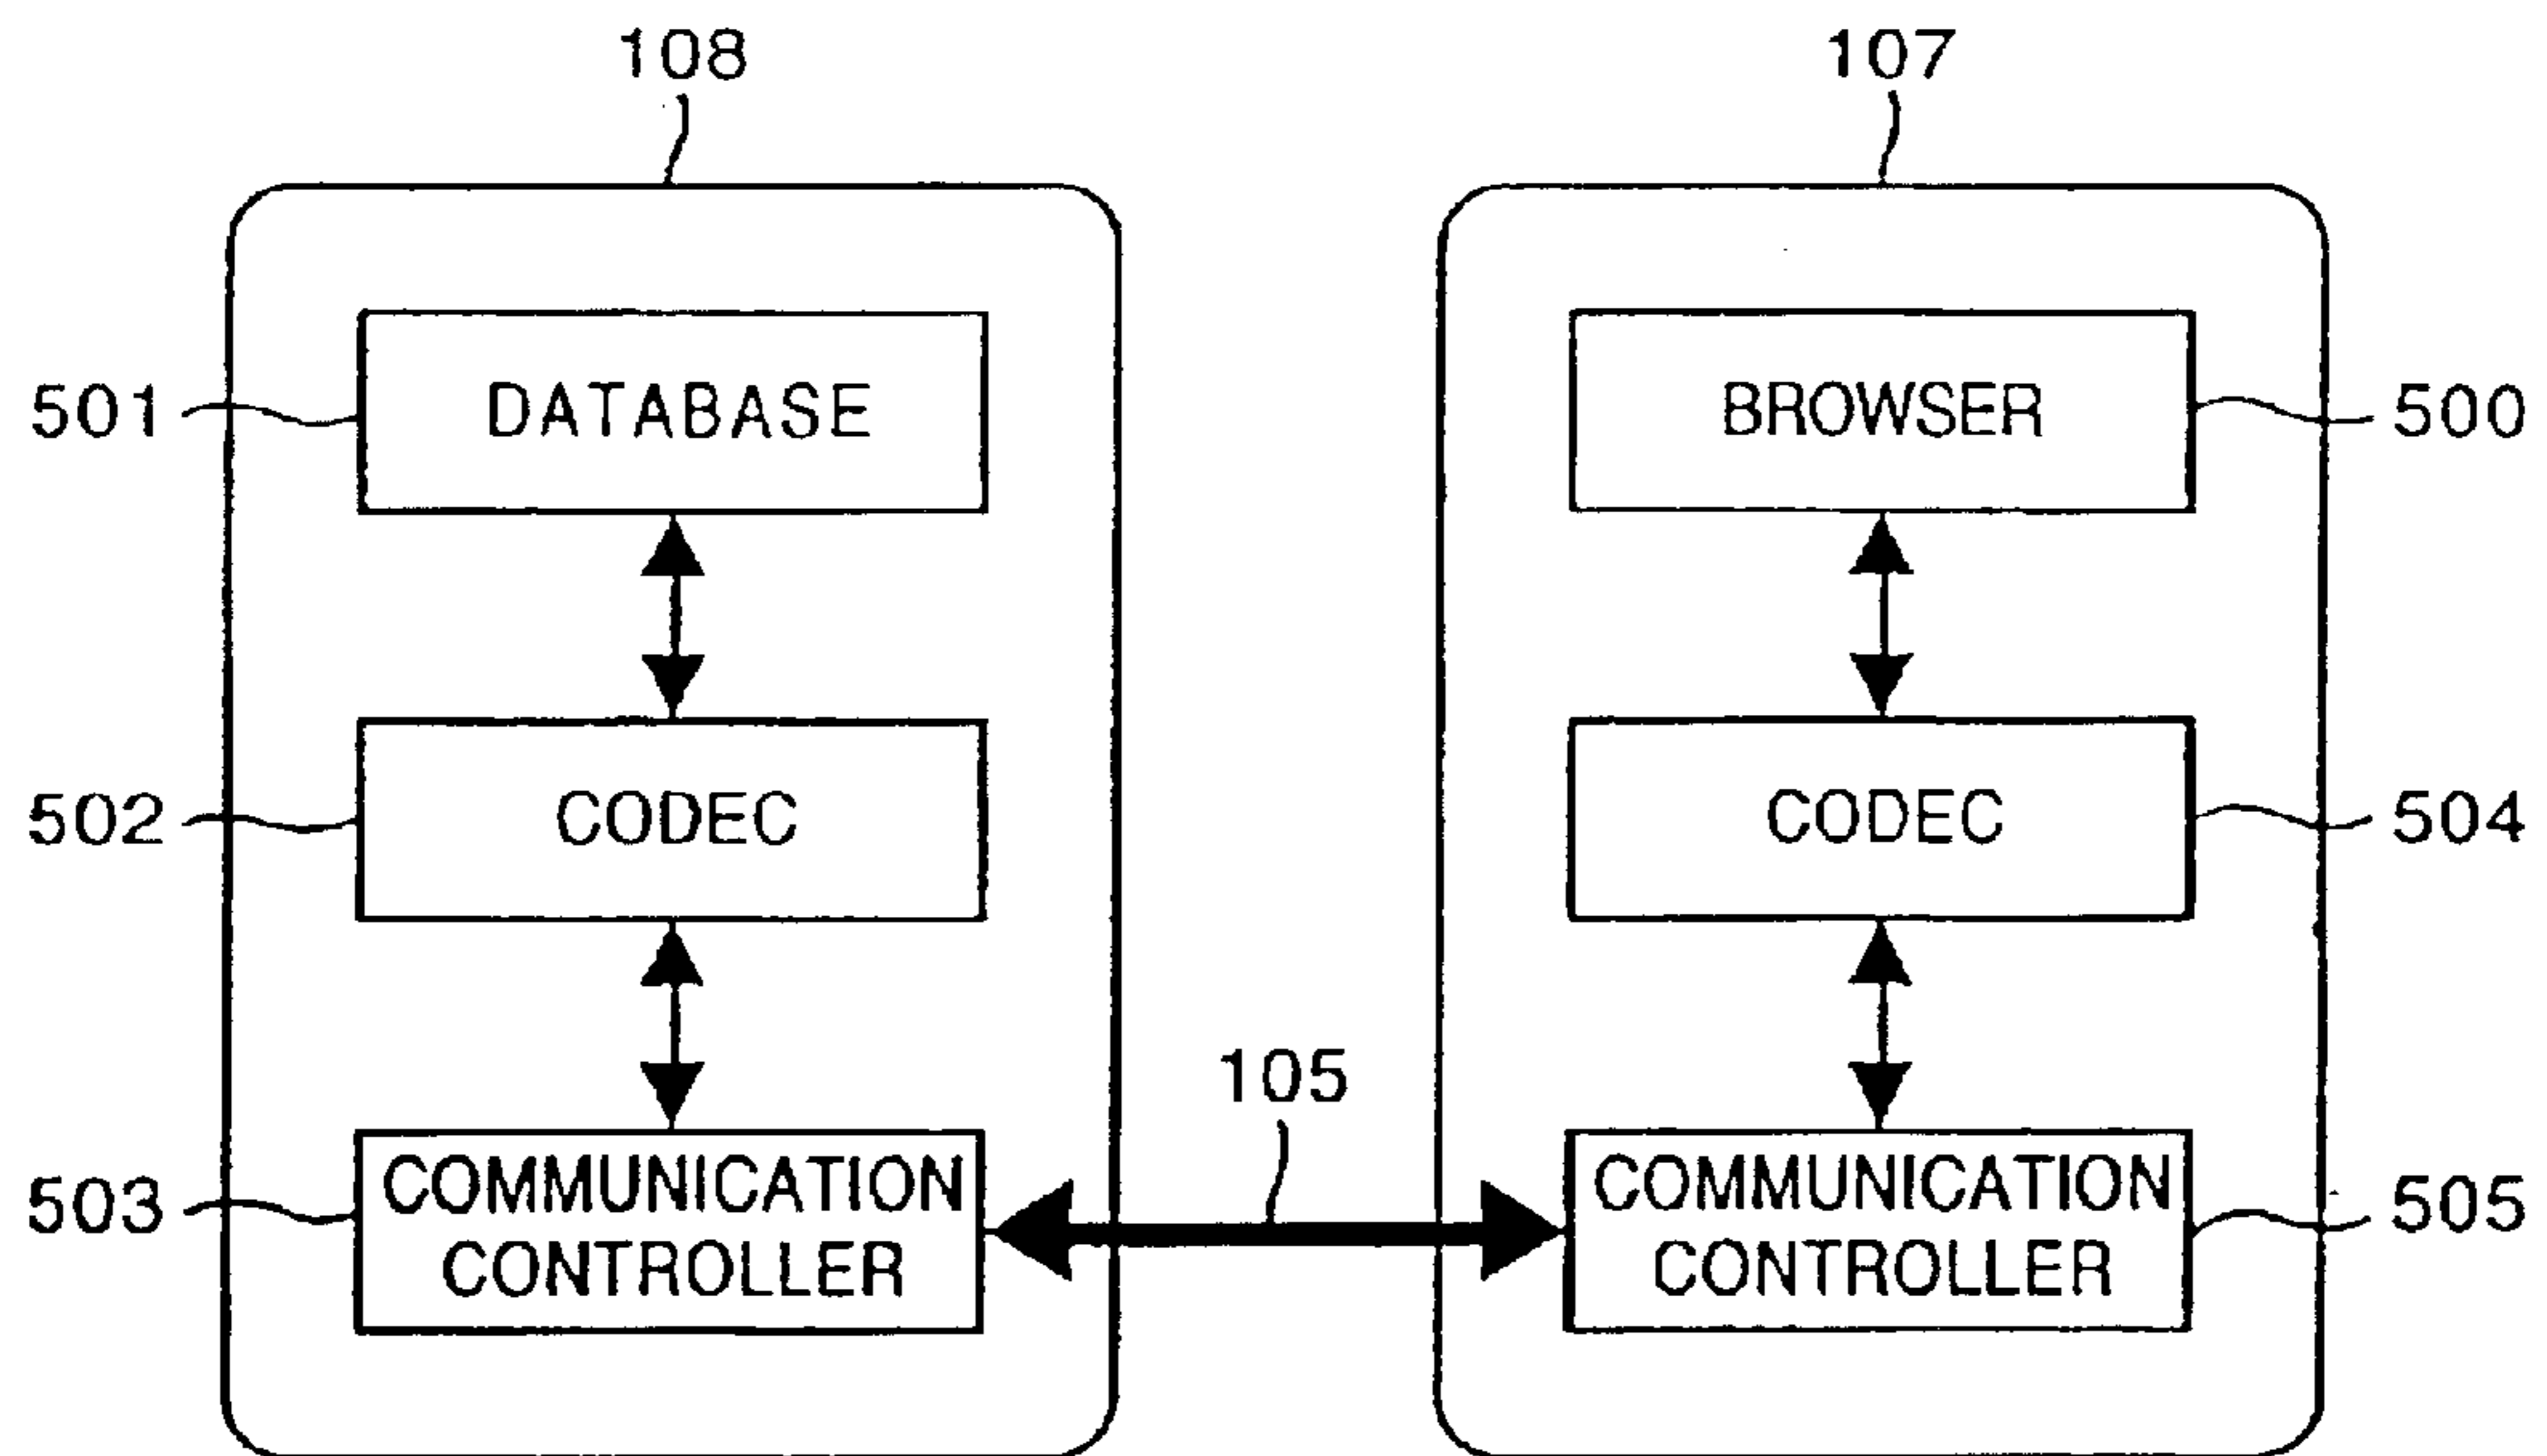 108
107
501
DATABASE
BROWSER
500
502
CODEC
CODEC
504
105
503
COMMUNICATION
CONTROLLER
COMMUNICATION
CONTROLLER
505